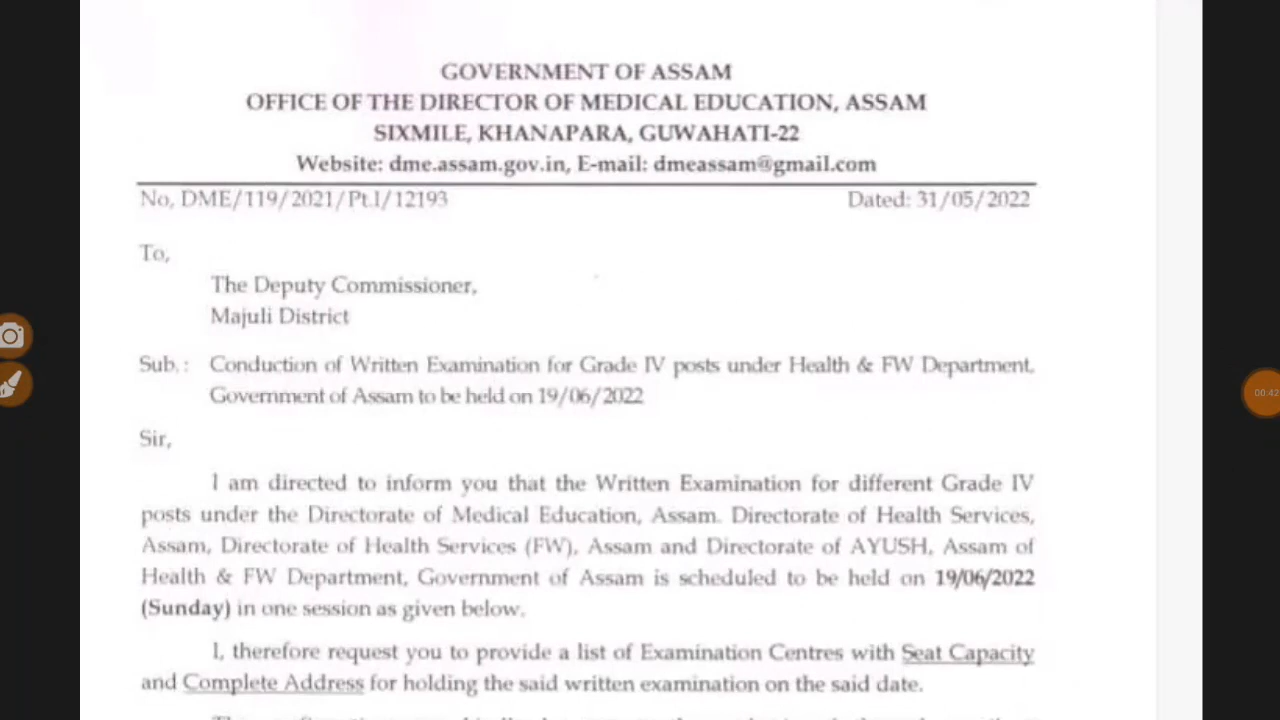 GOVERNMENT OF ASSAM
OFFICE OF THE DIRECTOR OF MEDICAL EDUCATION, ASSAM
SIXMILE, KHANAPARA, GUWAHATI-22
Website: dme.assam.gov.in, E-mail: dmeassam@gmail.com
No, DME/119/2021/Pt.I/12193 Dated: 31/05/2022
To,
The Deputy Commissioner,
Majuli District
Sub.: Conduction of Written Examination for Grade IV posts under Health & FW Department,
Government of Assam to be held on 19/06/2022
Sir,
I am directed to inform you that the Written Examination for different Grade IV
posts under the Directorate of Medical Education, Assam. Directorate of Health Services,
Assam, Directorate of Health Services (FW), Assam and Directorate of AYUSH, Assam of
Health & FW Department, Government of Assam is scheduled to be held on 19/06/2022
(Sunday) in one session as given below.
I, therefore request you to provide a list of Examination Centres with Seat Capacity
and Complete Address for holding the said written examination on the said date.
00:42